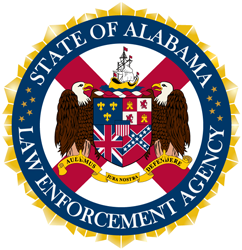 STATE OF ALABAMA
AUDEMUS
JURA NOSTRA
DEFENDERE
LAW ENFORCEMENT AGENCY